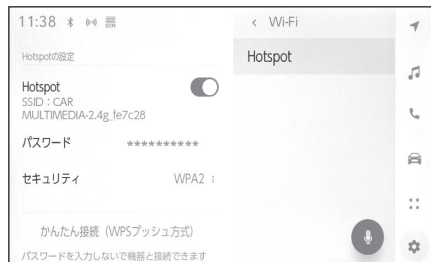 11:38
DCM
< Wi-Fi
Hotspotの設定
Hotspot
Hotspot
SSID：CAR
MULTIMEDIA-2.4g_fe7c28
パスワード **********
セキュリティ WPA2
かんたん接続（WPSプッシュ方式）
パスワードを入力しないで機器と接続できます